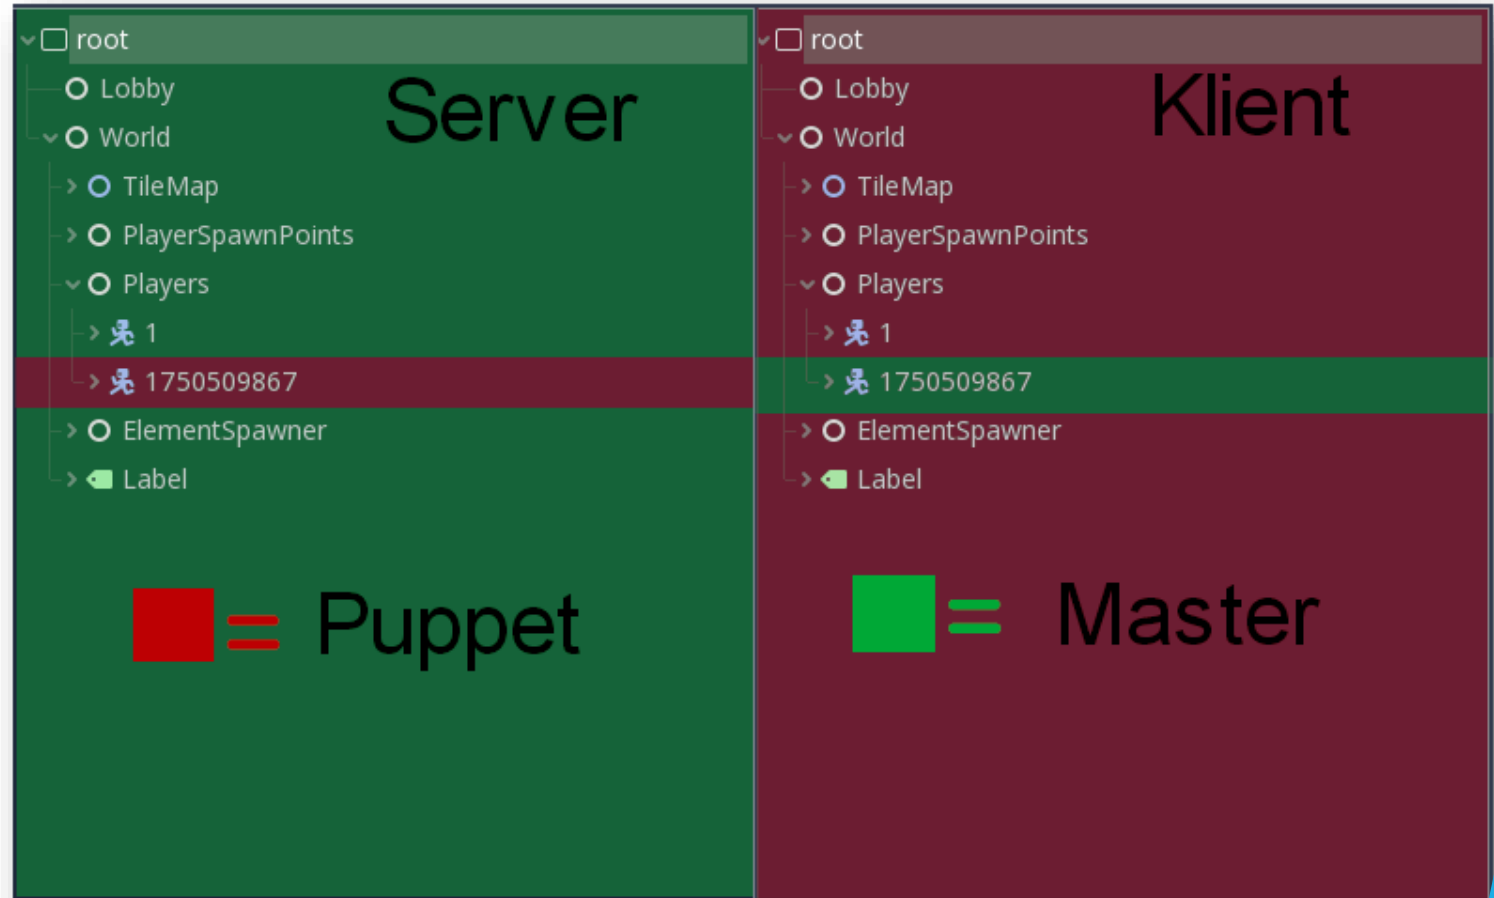 root
Lobby
Server
World
TileMap
PlayerSpawnPoints
Players
1
1750509867
ElementSpawner
Label
= Puppet
root
Lobby
Klient
World
TileMap
PlayerSpawnPoints
Players
1
1750509867
ElementSpawner
Label
= Master